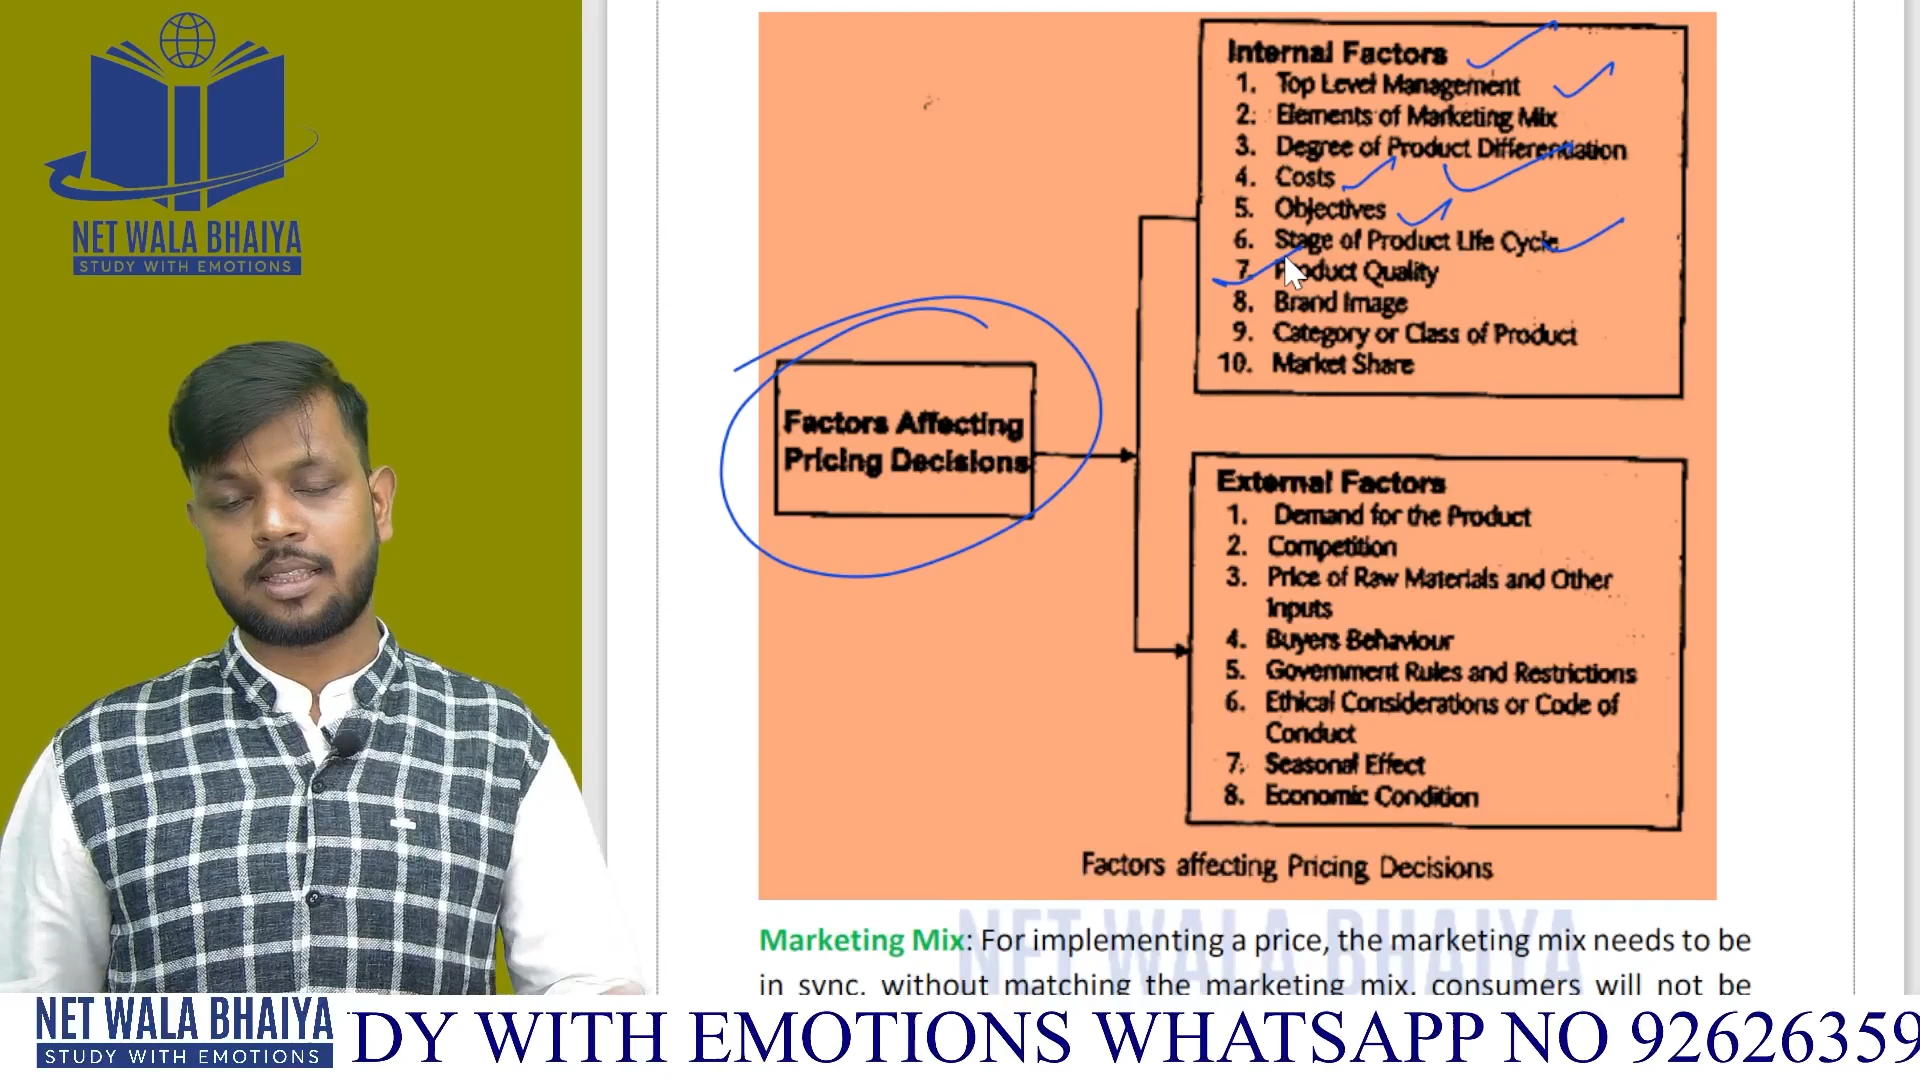 NET WALA BHAIYA
STUDY WITH EMOTIONS
Internal Factors
1. Top Level Management
2. Elements of Marketing Mix
3. Degree of Product Differentiation
4. Costs
5. Objectives
6. Stage of Product Life Cycle
7. Product Quality
8. Brand Image
9. Category or Class of Product
10. Market Share
Factors Affecting
Pricing Decisions
External Factors
1. Demand for the Product
2. Competition
3. Price of Raw Materials and Other
Inputs
4. Buyers Behaviour
5. Government Rules and Restrictions
6. Ethical Considerations or Code of
Conduct
7. Seasonal Effect
8. Economic Condition
Factors affecting Pricing Decisions
NET WALA BHAIYA
Marketing Mix: For implementing a price, the marketing mix needs to be
in sync. without matching the marketing mix, consumers will not be
NET WALA BHAIYA
STUDY WITH EMOTIONS
DY WITH EMOTIONS WHATSAPP NO 92626359